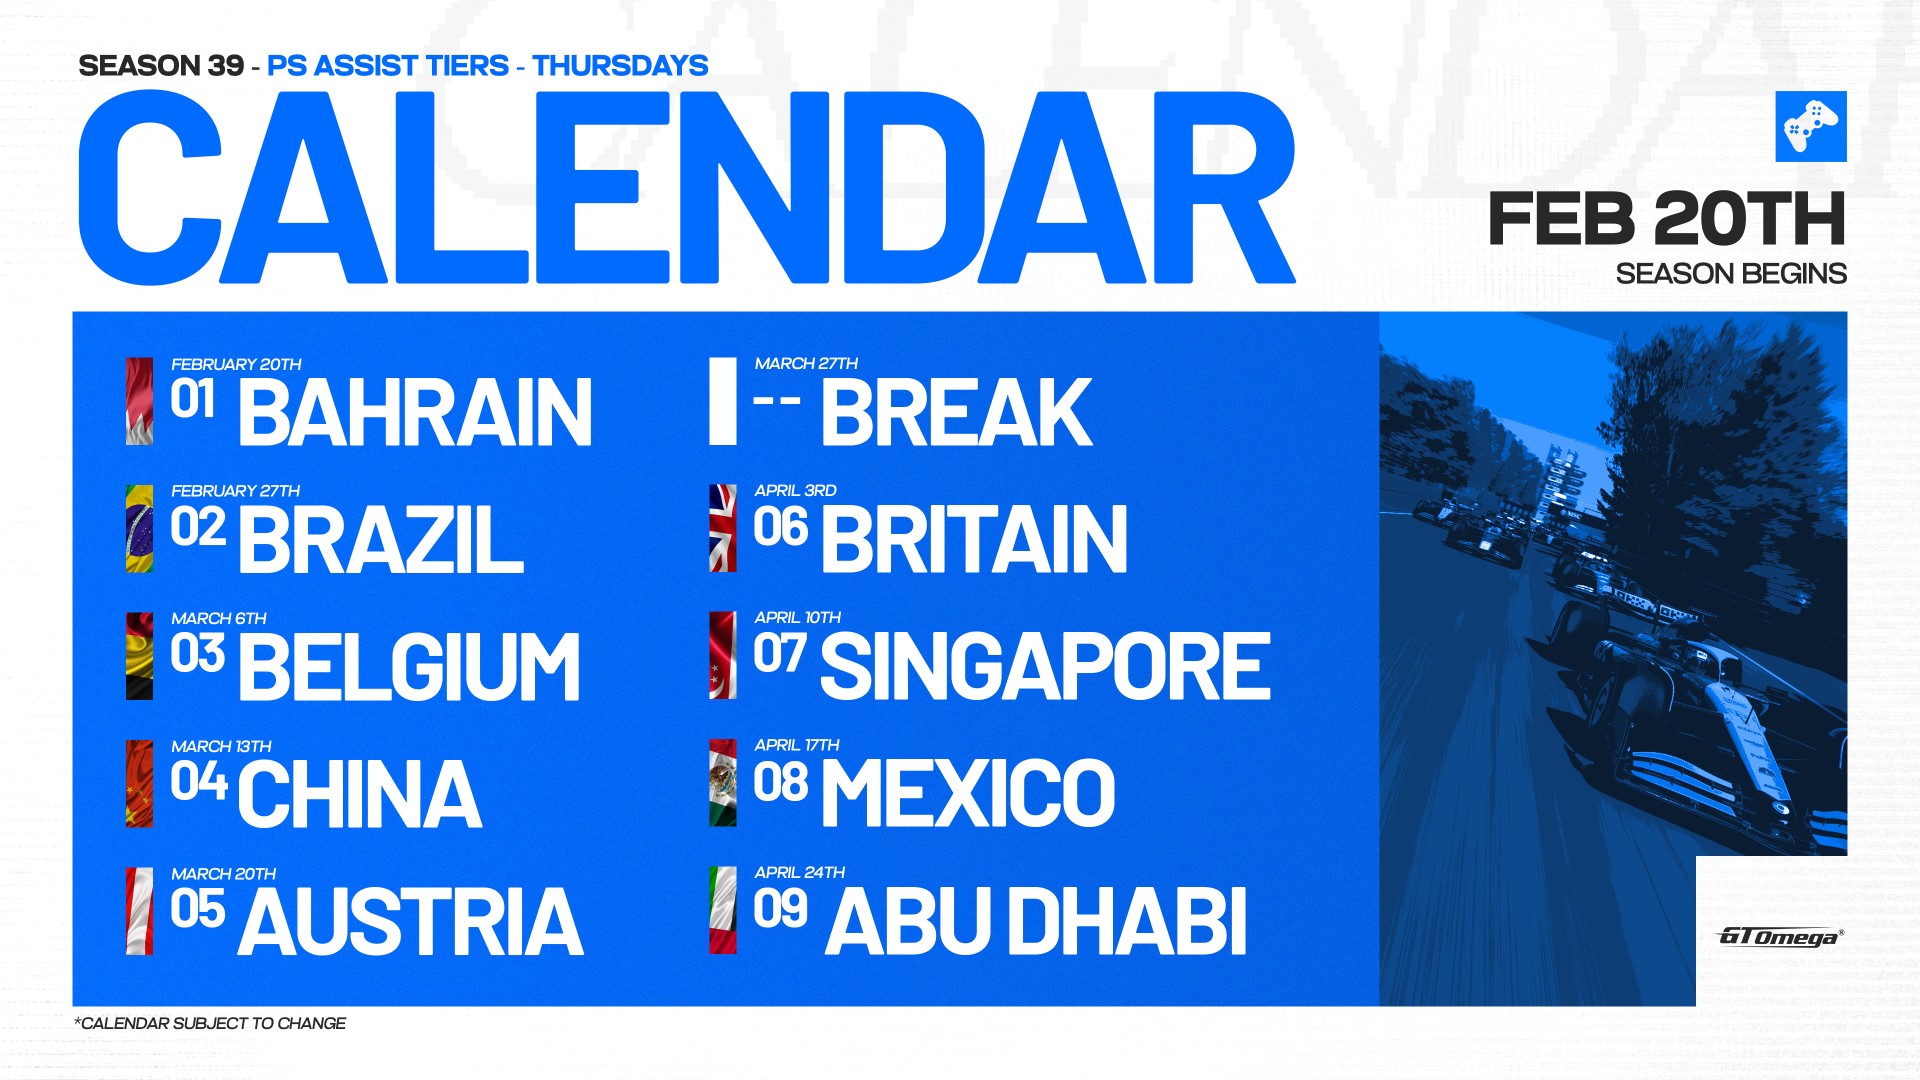 SEASON 39 - PS ASSIST TIERS - THURSDAYS
CALENDAR
FEB 20TH
SEASON BEGINS
FEBRUARY 20TH
01 BAHRAIN
FEBRUARY 27TH
02 BRAZIL
MARCH 6TH
03 BELGIUM
MARCH 13TH
04 CHINA
MARCH 20TH
05 AUSTRIA
MARCH 27TH
-- BREAK
APRIL 3RD
06 BRITAIN
APRIL 10TH
07 SINGAPORE
APRIL 17TH
08 MEXICO
APRIL 24TH
09 ABU DHABI
GTOmega®
*CALENDAR SUBJECT TO CHANGE